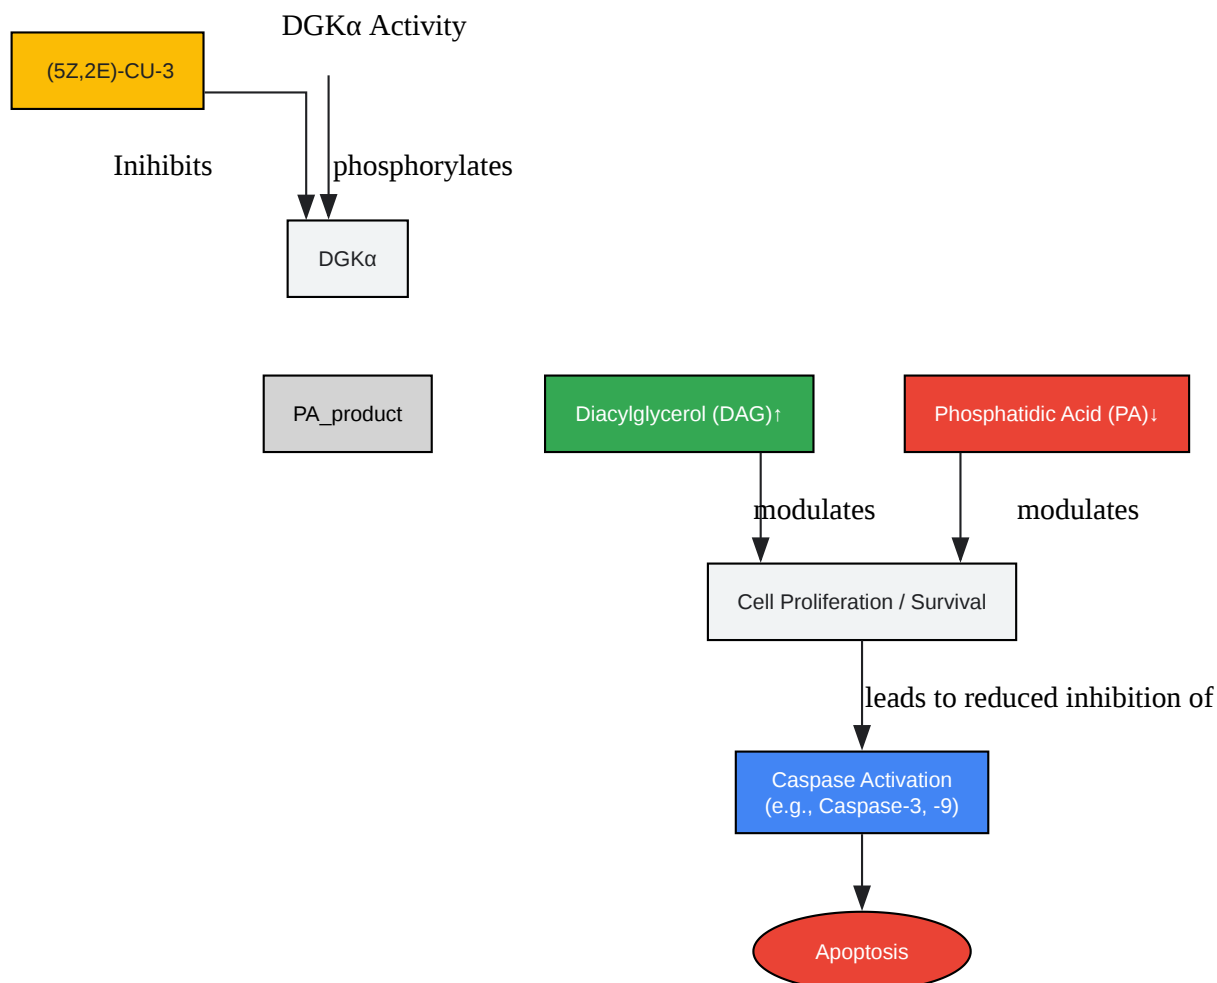 DGKα Activity
(5Z,2E)-CU-3
Inihibits
phosphorylates
DGKα
PA_product
Diacylglycerol (DAG)↑
Phosphatidic Acid (PA)↓
modulates
modulates
Cell Proliferation / Survival
leads to reduced inhibition of
Caspase Activation
(e.g., Caspase-3, -9)
Apoptosis